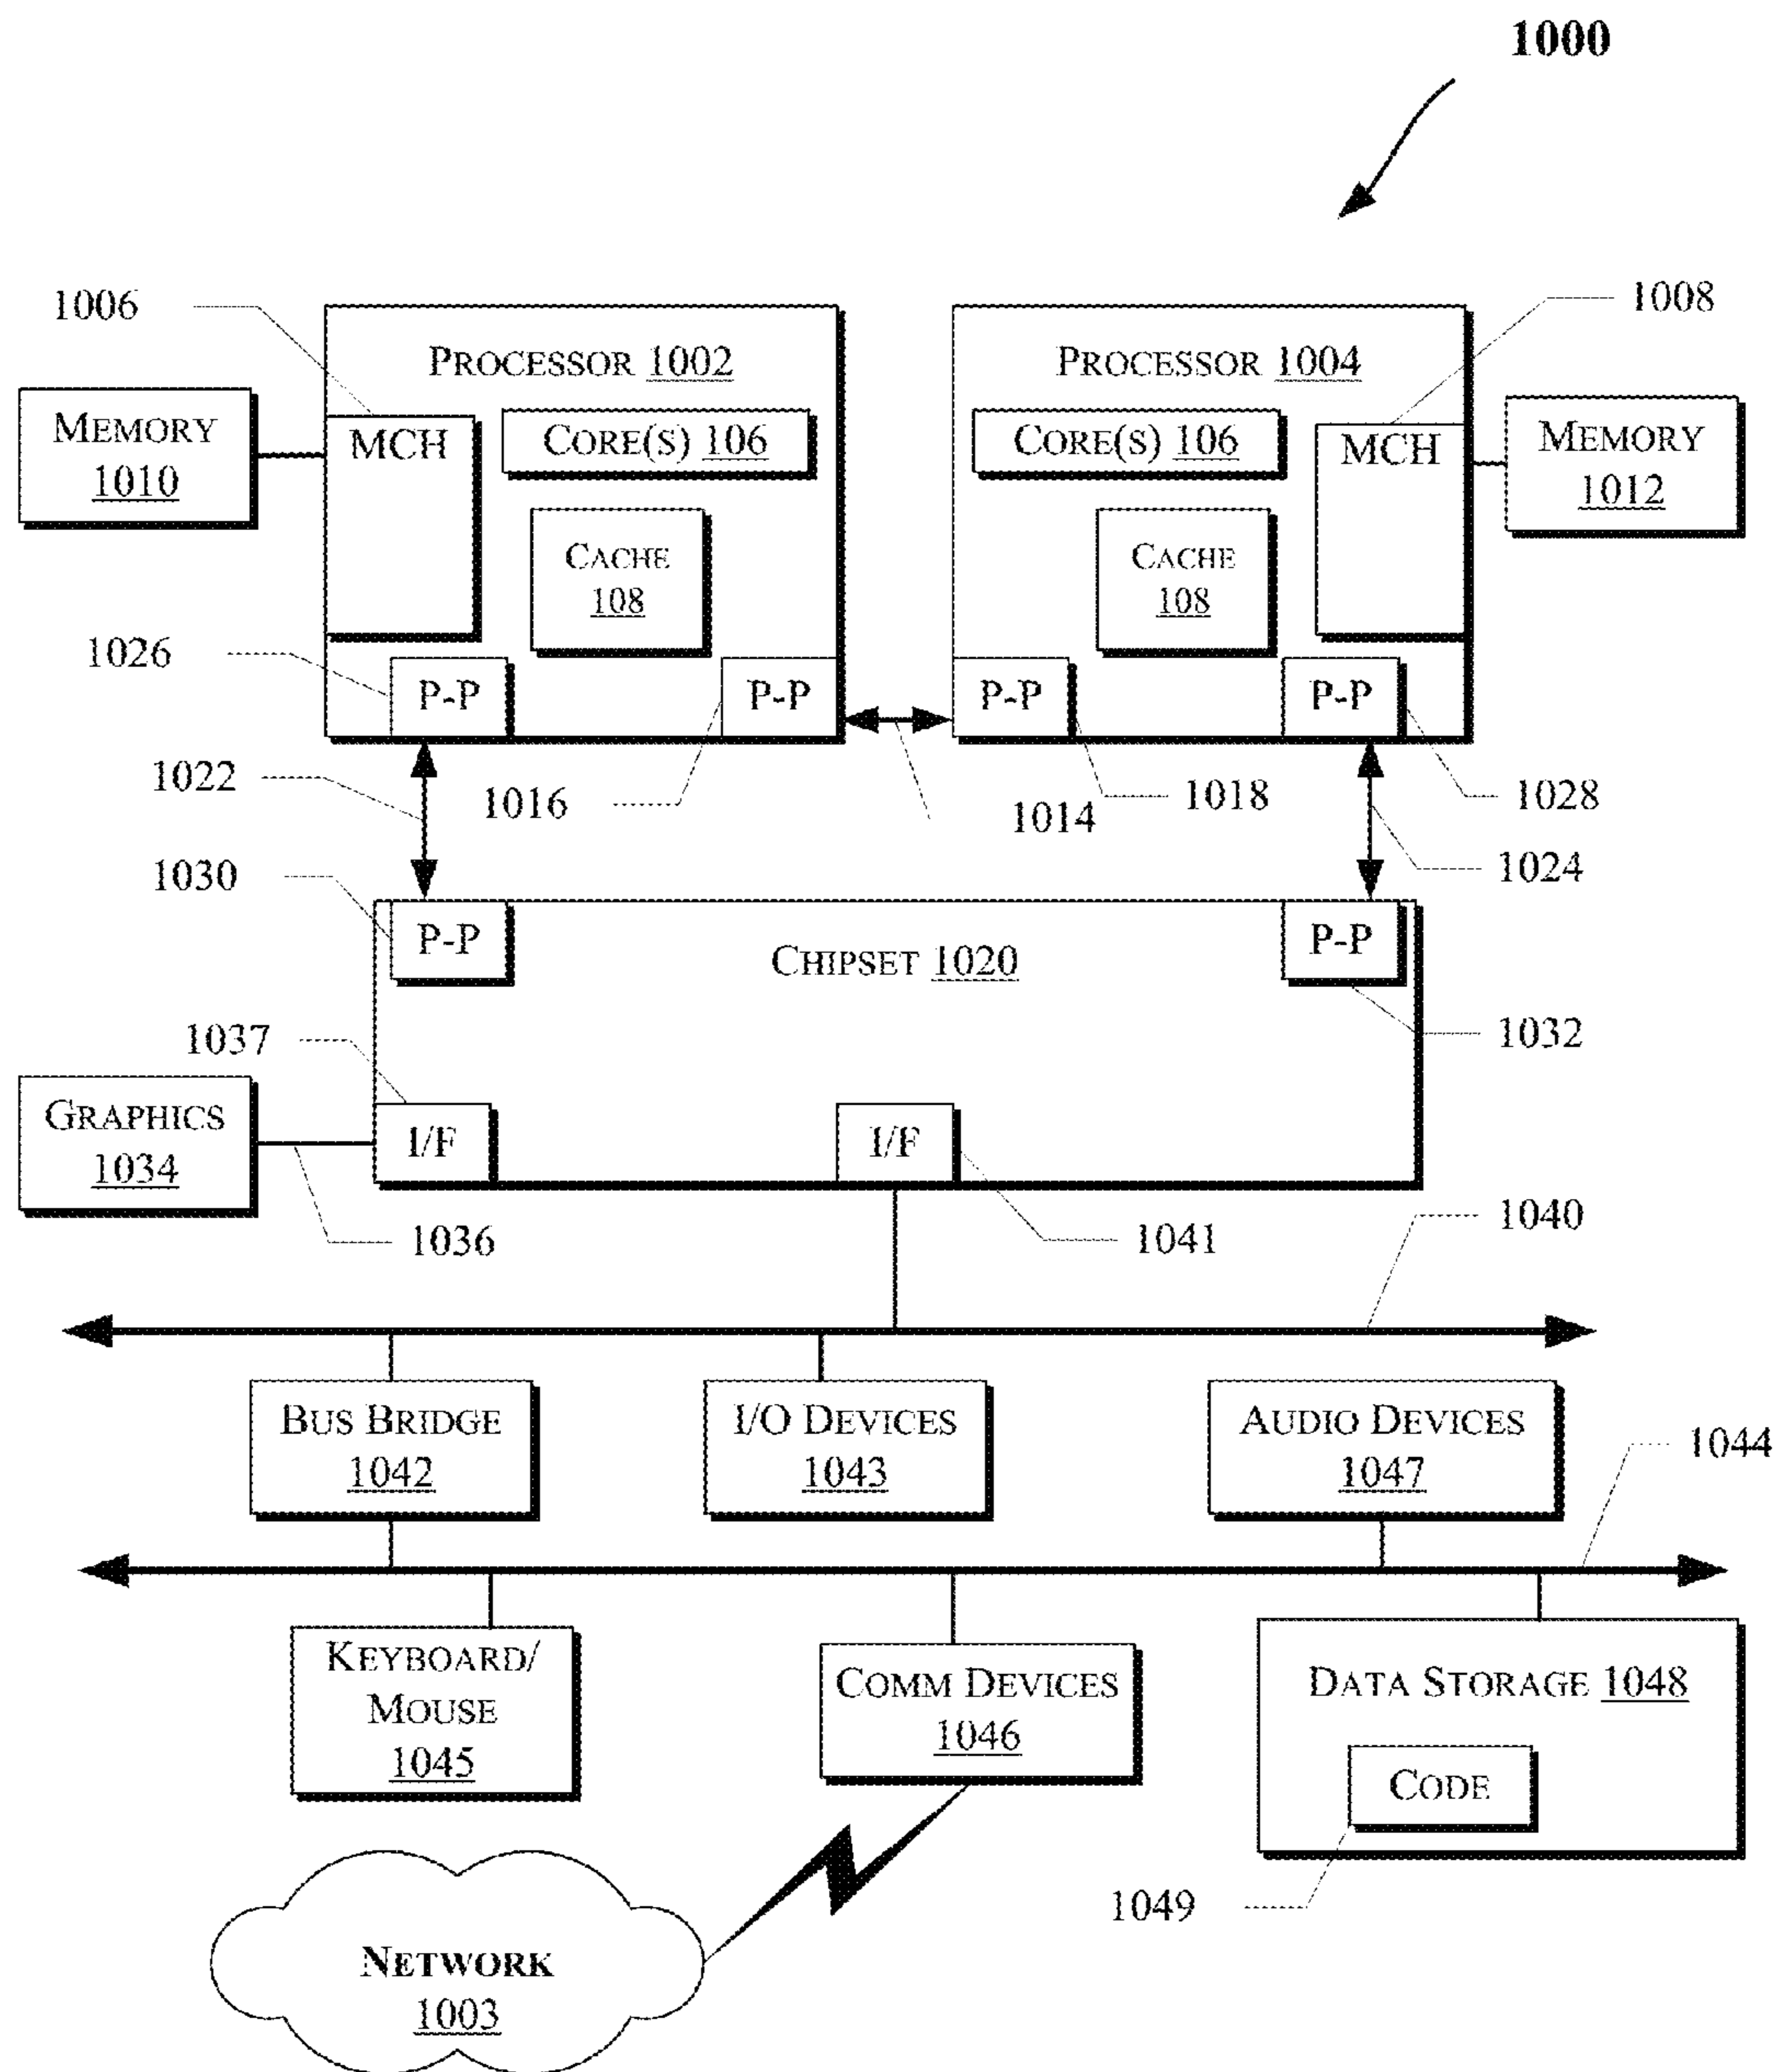 1000
1006
1008
PROCESSOR 1002
PROCESSOR 1004
MEMORY
1010
MCH
CORE(S) 106
CORE(S) 106
MCH
MEMORY
1012
CACHE
108
CACHE
108
1026
P-P
P-P
P-P
P-P
1022
1016
1014
1018
1028
1024
1030
P-P
CHIPSET 1020
P-P
1032
1037
GRAPHICS
1034
I/F
I/F
1036
1041
1040
BUS BRIDGE
1042
I/O DEVICES
1043
AUDIO DEVICES
1047
1044
KEYBOARD/
MOUSE
1045
COMM DEVICES
1046
DATA STORAGE 1048
CODE
1049
NETWORK
1003